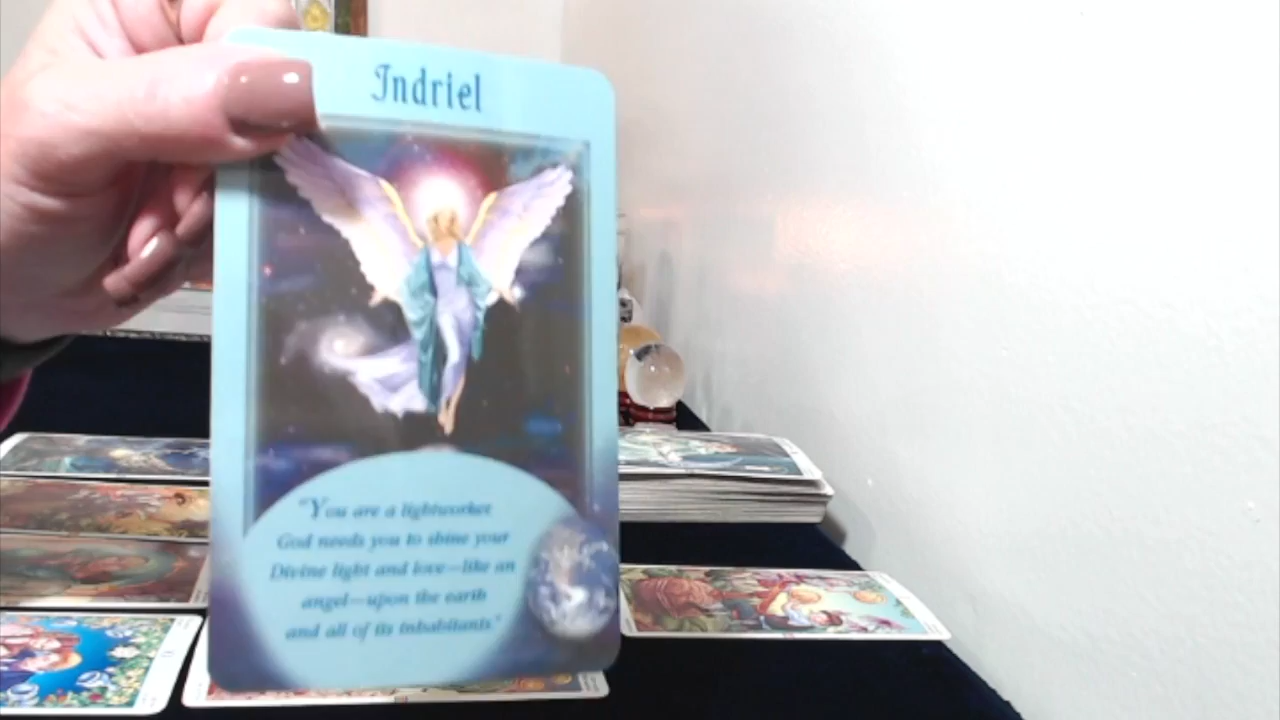 Indriel
"You are a lightworker
God needs you to shine your
Divine light and love—like an
angel—upon the earth
and all of its inhabitants."